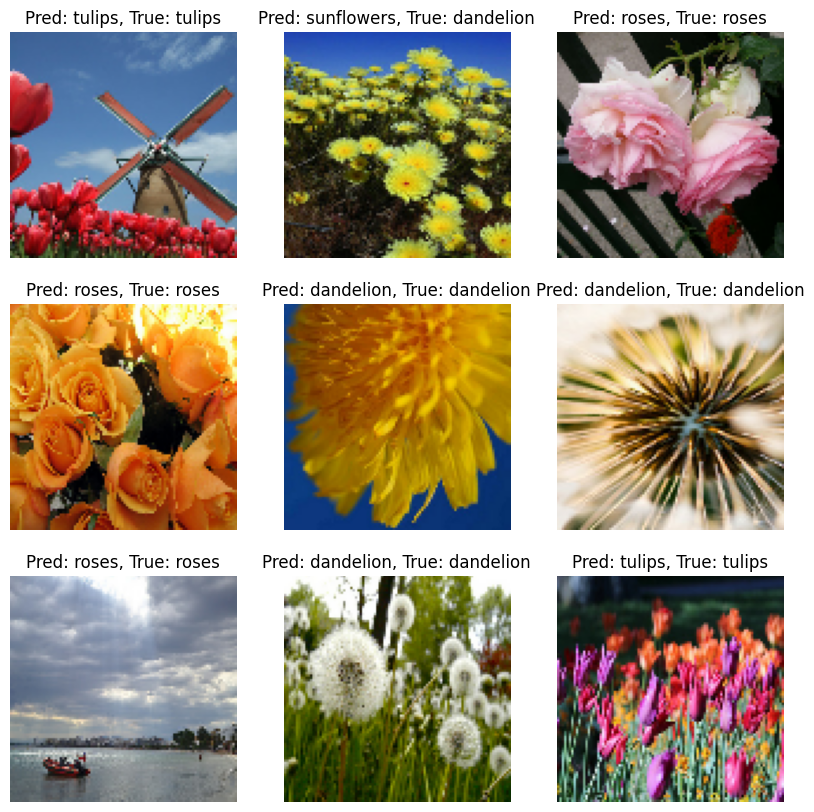 Pred: tulips, True: tulips
Pred: sunflowers, True: dandelion
Pred: roses, True: roses
Pred: roses, True: roses
Pred: dandelion, True: dandelion
Pred: dandelion, True: dandelion
Pred: roses, True: roses
Pred: dandelion, True: dandelion
Pred: tulips, True: tulips